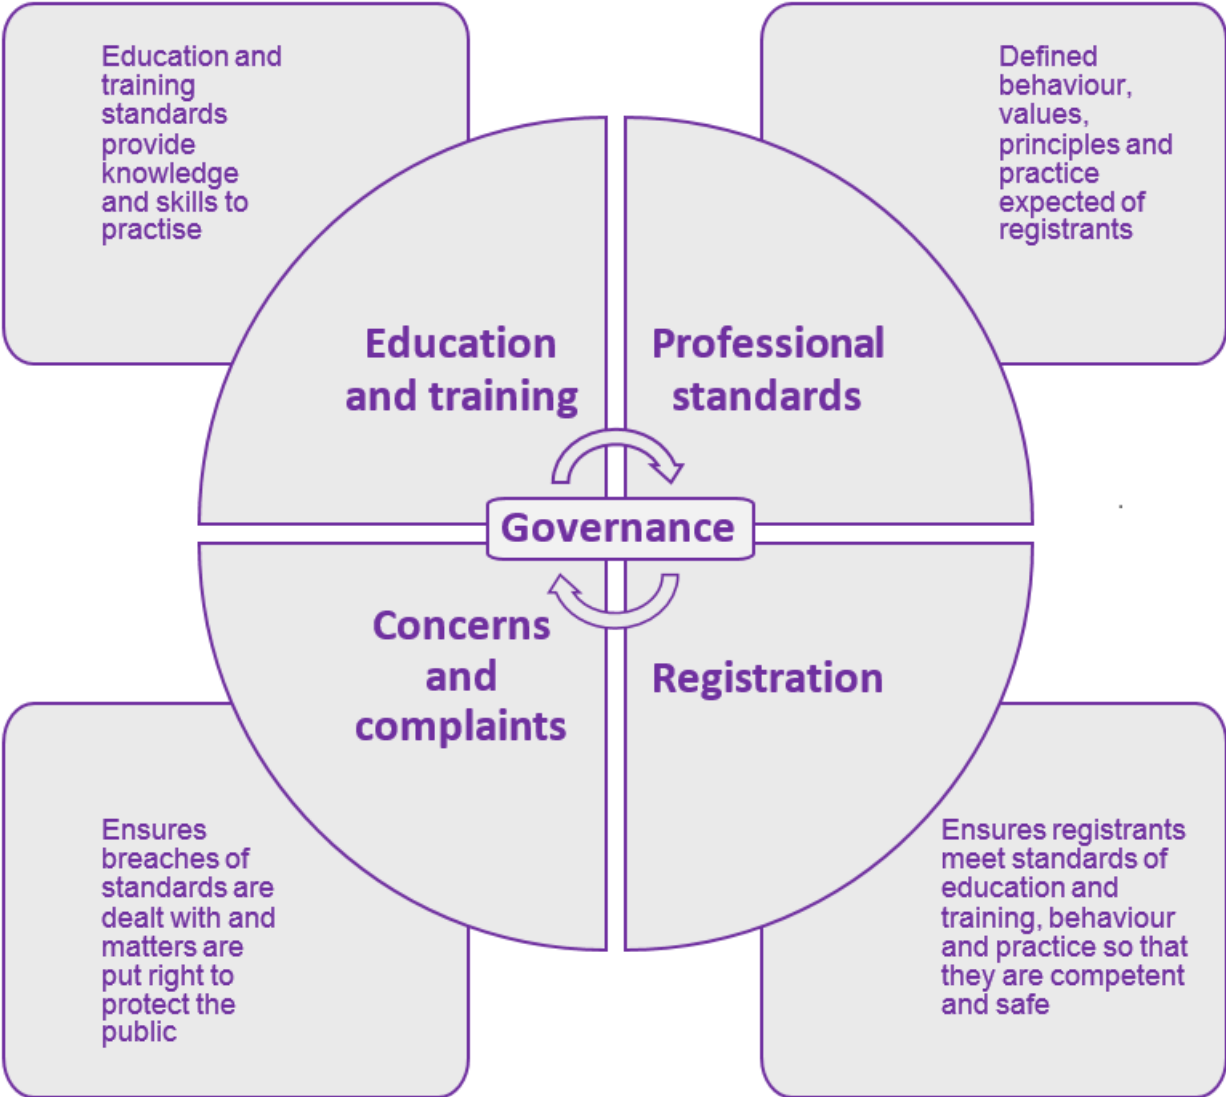 Education and
training
standards
provide
knowledge
and skills to
practise
Defined
behaviour,
values,
principles and
practice
expected of
registrants
Education
and training
Professional
standards
Governance
Concerns
and
complaints
Registration
Ensures
breaches of
standards are
dealt with and
matters are
put right to
protect the
public
Ensures registrants
meet standards of
education and
training, behaviour
and practice so that
they are competent
and safe